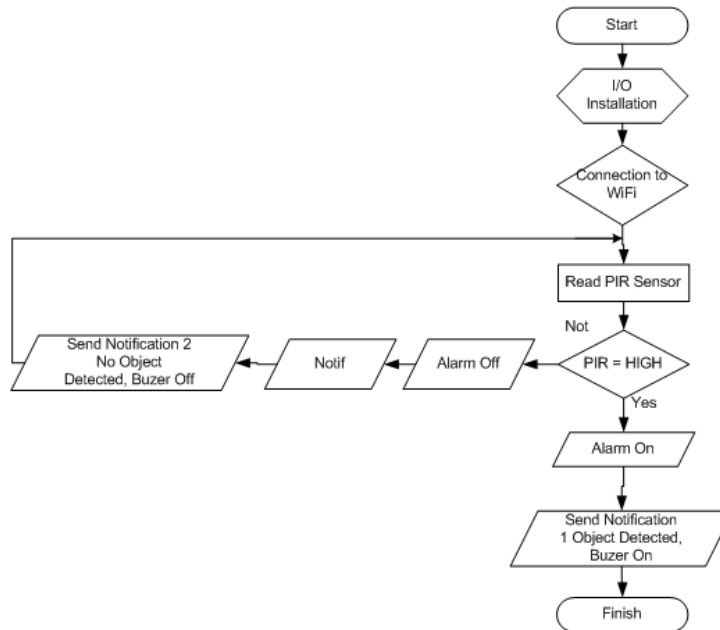 Start
I/O
Installation
Connection to
WiFi
Read PIR Sensor
Not
PIR = HIGH
Alarm Off
Notif
Send Notification 2
No Object
Detected, Buzer Off
Yes
Alarm On
Send Notification
1 Object Detected,
Buzer On
Finish